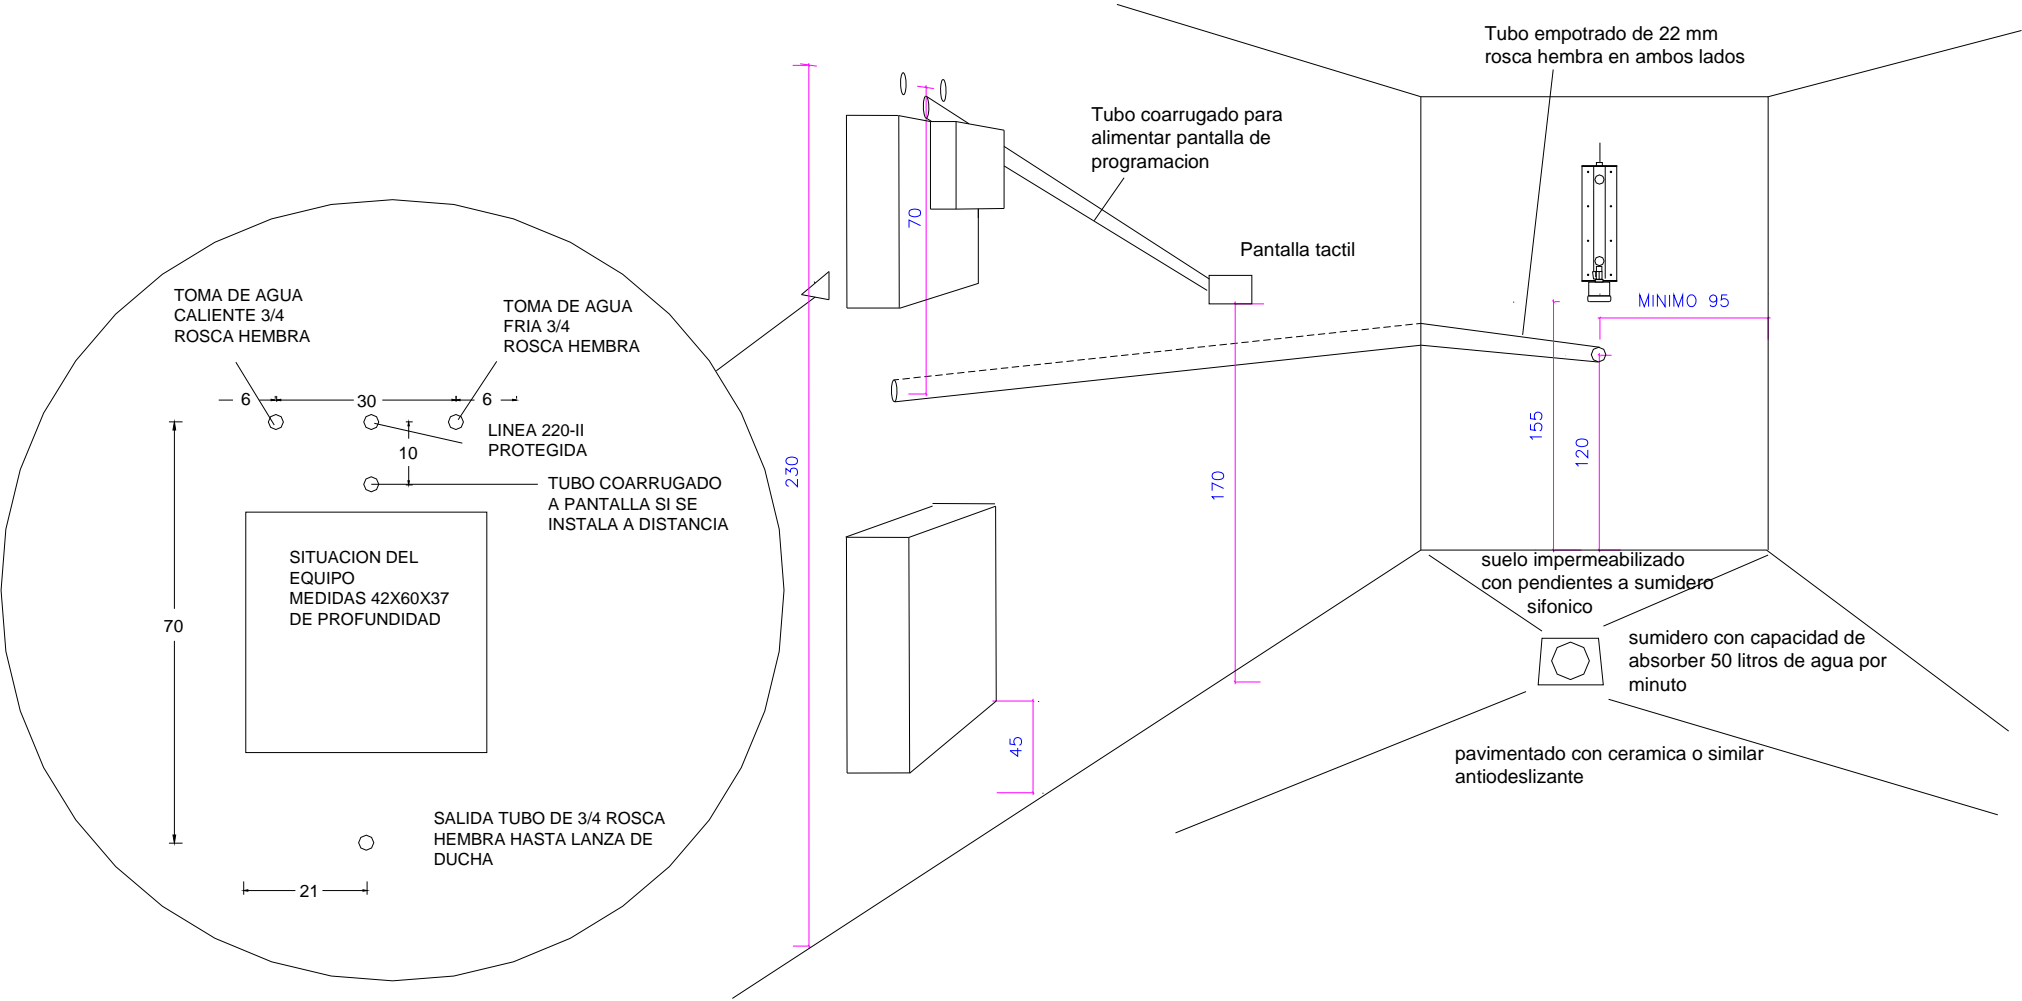 TOMA DE AGUA
CALIENTE 3/4
ROSCA HEMBRA
TOMA DE AGUA
FRIA 3/4
ROSCA HEMBRA
6
30
6
LINEA 220-II
PROTEGIDA
10
TUBO COARRUGADO
A PANTALLA SI SE
INSTALA A DISTANCIA
SITUACION DEL
EQUIPO
MEDIDAS 42X60X37
DE PROFUNDIDAD
70
SALIDA TUBO DE 3/4 ROSCA
HEMBRA HASTA LANZA DE
DUCHA
21
230
70
Tubo coarrugado para
alimentar pantalla de
programacion
Pantalla tactil
170
45
Tubo empotrado de 22 mm
rosca hembra en ambos lados
MINIMO 95
155
120
suelo impermeabilizado
con pendientes a sumidero
sifonico
sumidero con capacidad de
absorber 50 litros de agua por
minuto
pavimentado con ceramica o similar
antiodeslizante